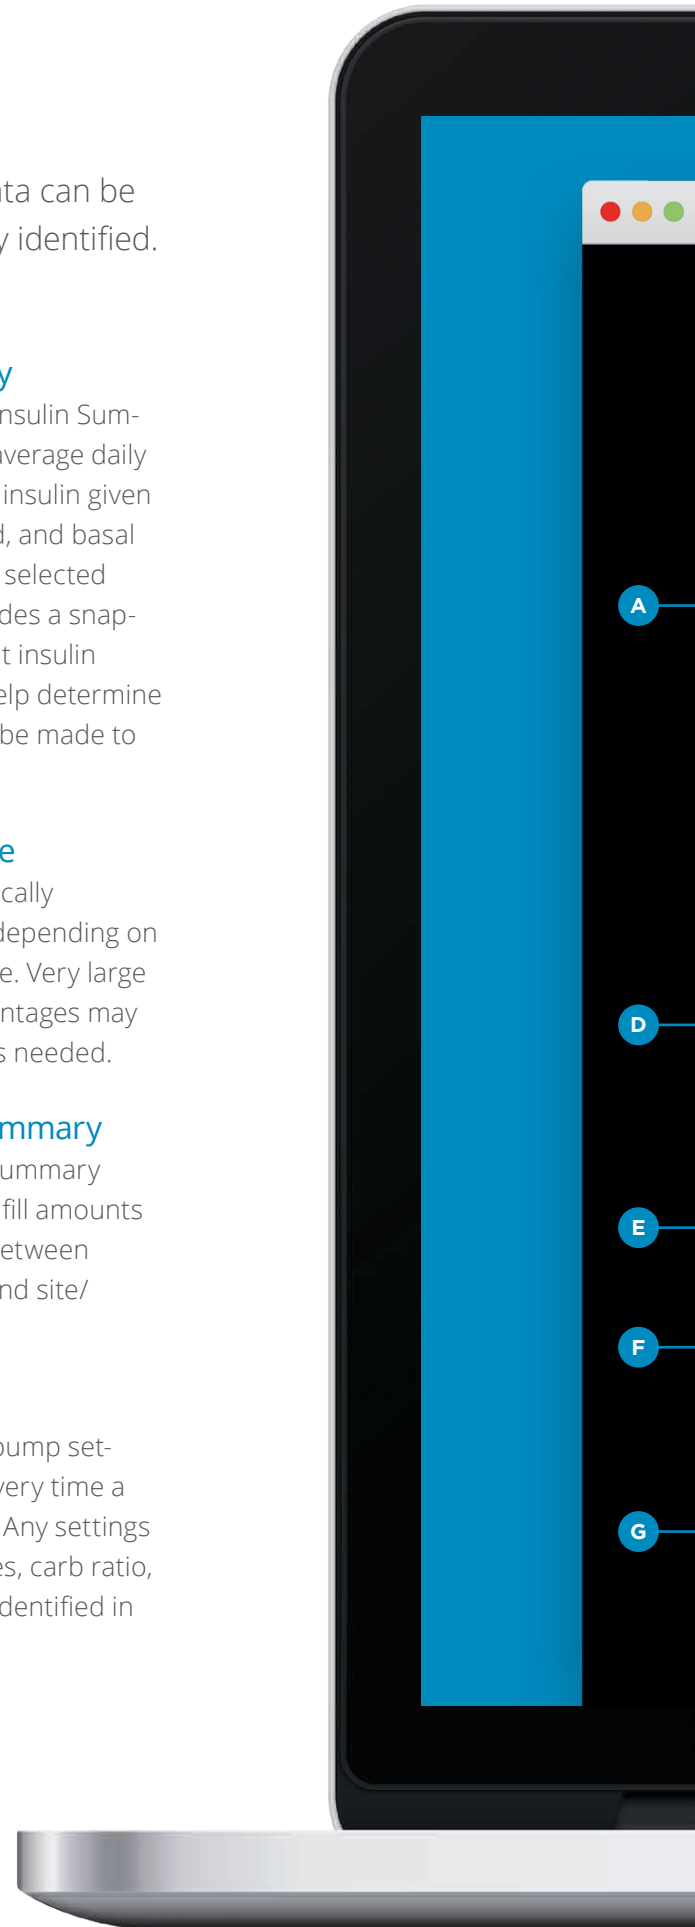 ta can be
y identified.
y
nsulin Sum-
average daily
insulin given
d, and basal
selected
des a snap-
t insulin
elp determine
be made to
e
cally
depending on
e. Very large
ntages may
s needed.
mmary
ummary
fill amounts
between
nd site/
pump set-
very time a
Any settings
es, carb ratio,
dentified in
A
D
E
F
G